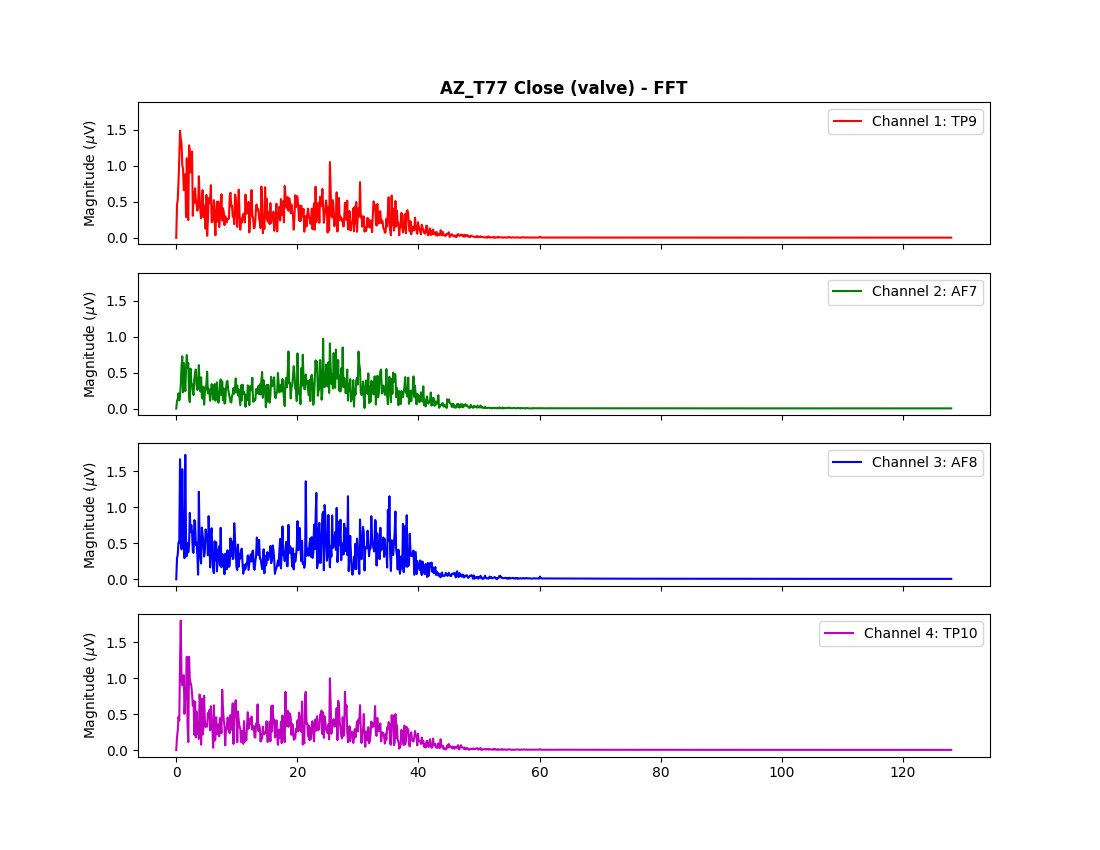 AZ_T77 Close (valve) - FFT
Magnitude (μV)
1.5
1.0
0.5
0.0
Channel 1: TP9
Magnitude (μV)
1.5
1.0
0.5
0.0
Channel 2: AF7
Magnitude (μV)
1.5
1.0
0.5
0.0
Channel 3: AF8
Magnitude (μV)
1.5
1.0
0.5
0.0
Channel 4: TP10
0 20 40 60 80 100 120